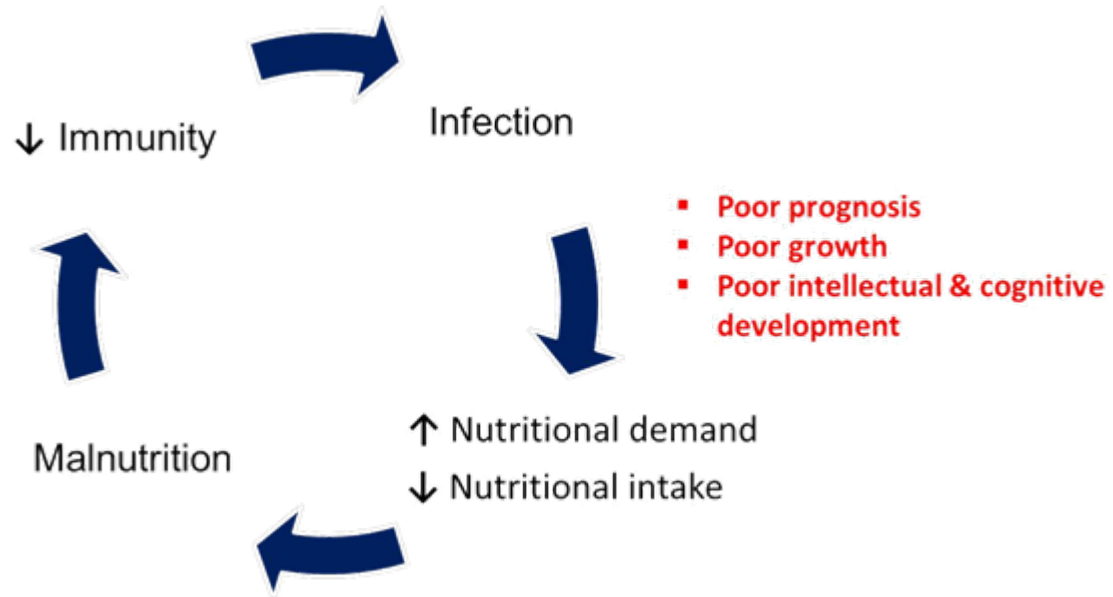 ↓ Immunity
Infection
▪ Poor prognosis
▪ Poor growth
▪ Poor intellectual & cognitive
development
↑ Nutritional demand
↓ Nutritional intake
Malnutrition